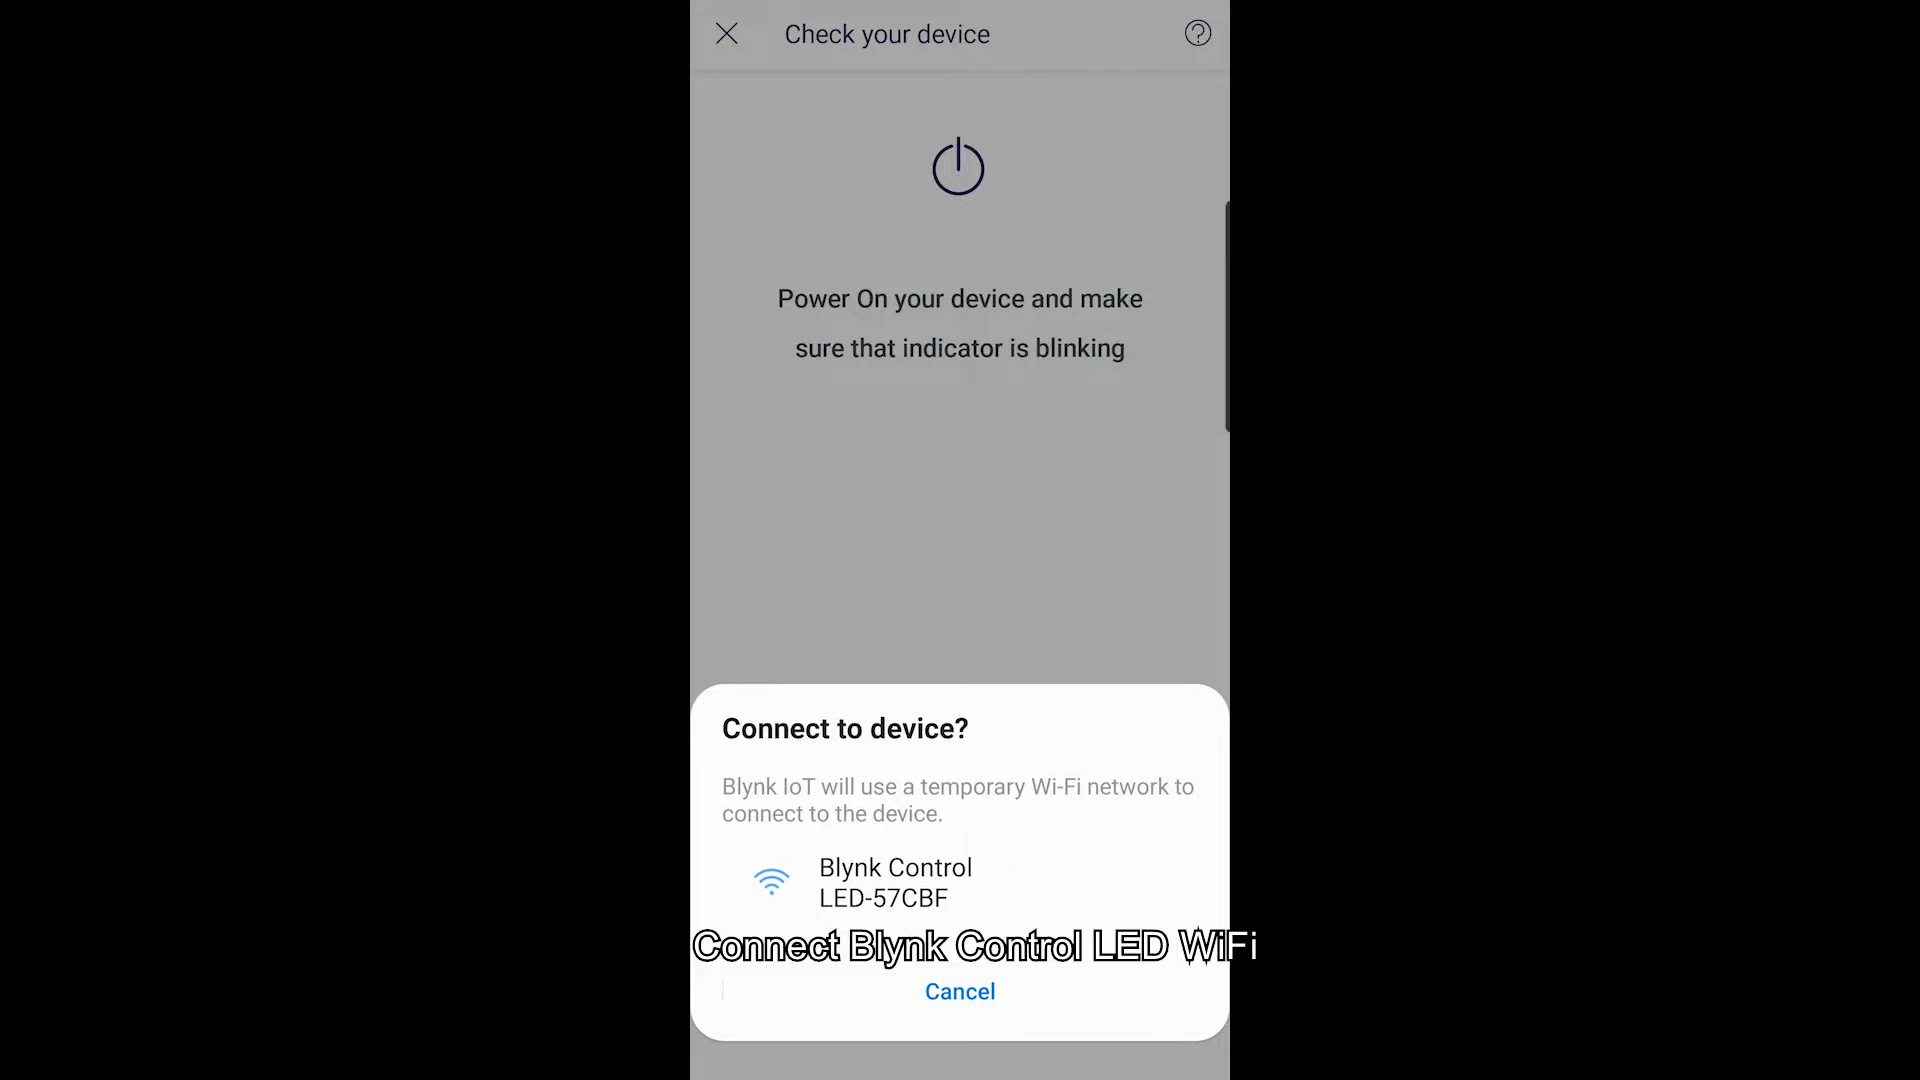 Check your device
Power On your device and make
sure that indicator is blinking
Connect to device?
Blynk IoT will use a temporary Wi-Fi network to
connect to the device.
Blynk Control
LED-57CBF
Connect Blynk Control LED WiFi
Cancel